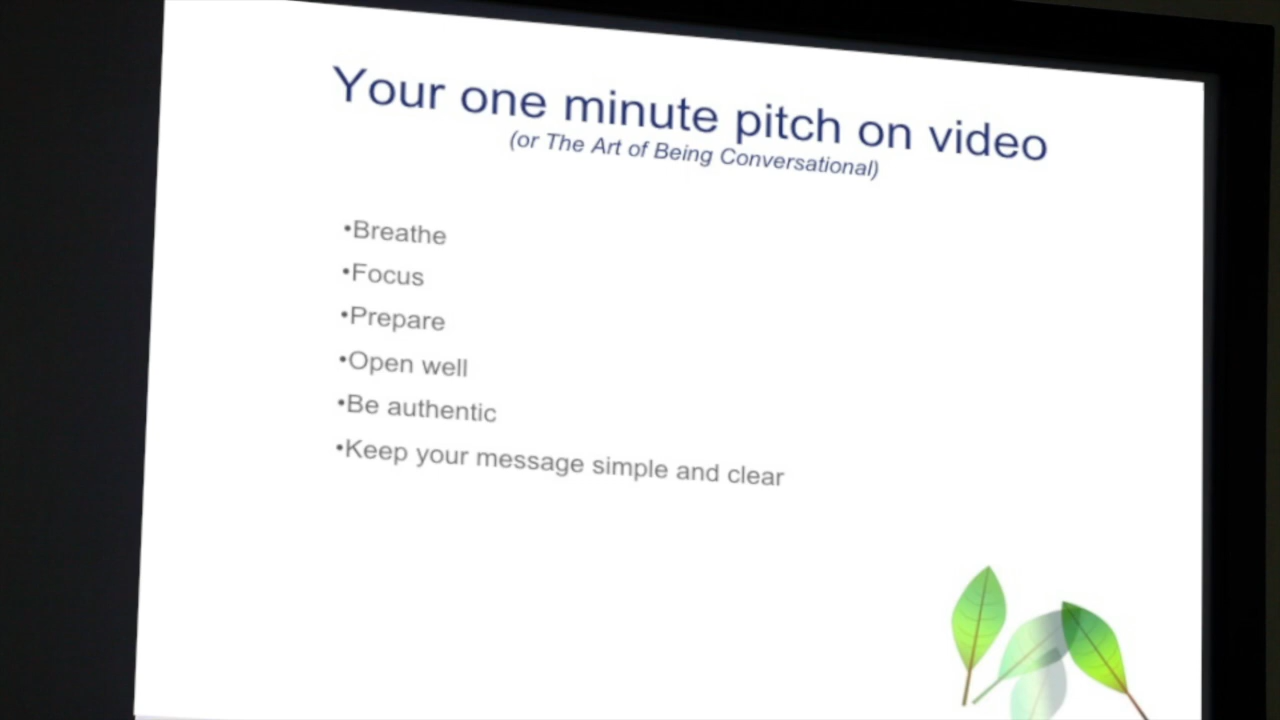 Your one minute pitch on video
(or The Art of Being Conversational)
•Breathe
•Focus
•Prepare
•Open well
•Be authentic
•Keep your message simple and clear